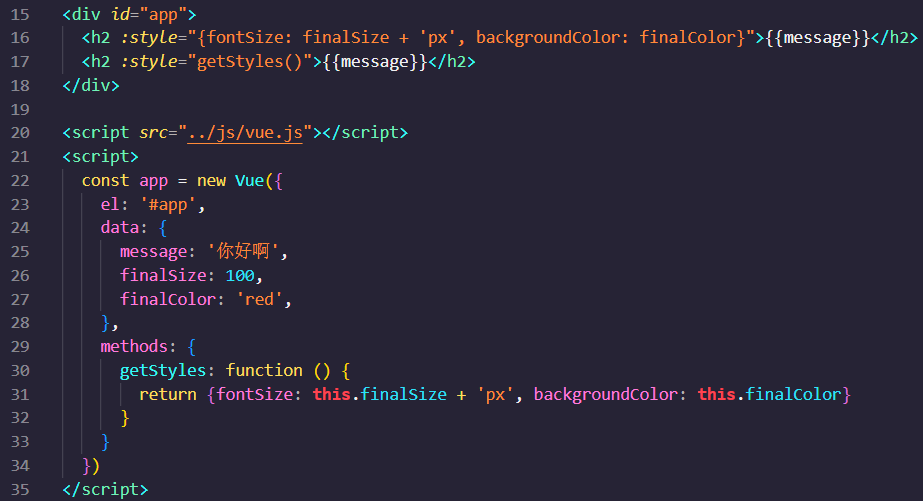 15 <div id="app">
16   <h2 :style="{fontSize: finalSize + 'px', backgroundColor: finalColor}">{{message}}</h2>
17   <h2 :style="getStyles()">{{message}}</h2>
18 </div>
19
20 <script src="../js/vue.js"></script>
21 <script>
22   const app = new Vue({
23     el: '#app',
24     data: {
25       message: '你好啊',
26       finalSize: 100,
27       finalColor: 'red',
28     },
29     methods: {
30       getStyles: function () {
31         return {fontSize: this.finalSize + 'px', backgroundColor: this.finalColor}
32       }
33     }
34   })
35 </script>